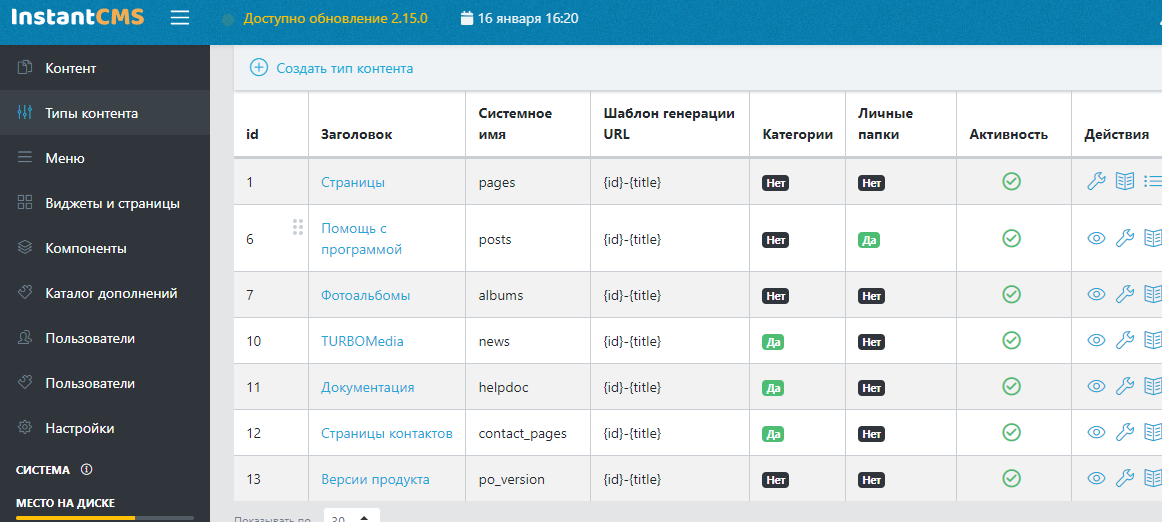 InstantCMS
Доступно обновление 2.15.0
16 января 16:20
Контент
Типы контента
Меню
Виджеты и страницы
Компоненты
Каталог дополнений
Пользователи
Пользователи
Настройки
СИСТЕМА
МЕСТО НА ДИСКЕ
Создать тип контента
id Заголовок Системное имя Шаблон генерации URL Категории Личные папки Активность Действия
1 Страницы pages {id}-{title} Нет Нет
6 Помощь с программой posts {id}-{title} Нет Да
7 Фотоальбомы albums {id}-{title} Нет Нет
10 TURBOMedia news {id}-{title} Да Нет
11 Документация helpdoc {id}-{title} Да Нет
12 Страницы контактов contact_pages {id}-{title} Да Нет
13 Версии продукта po_version {id}-{title} Нет Нет
Показывать по 30